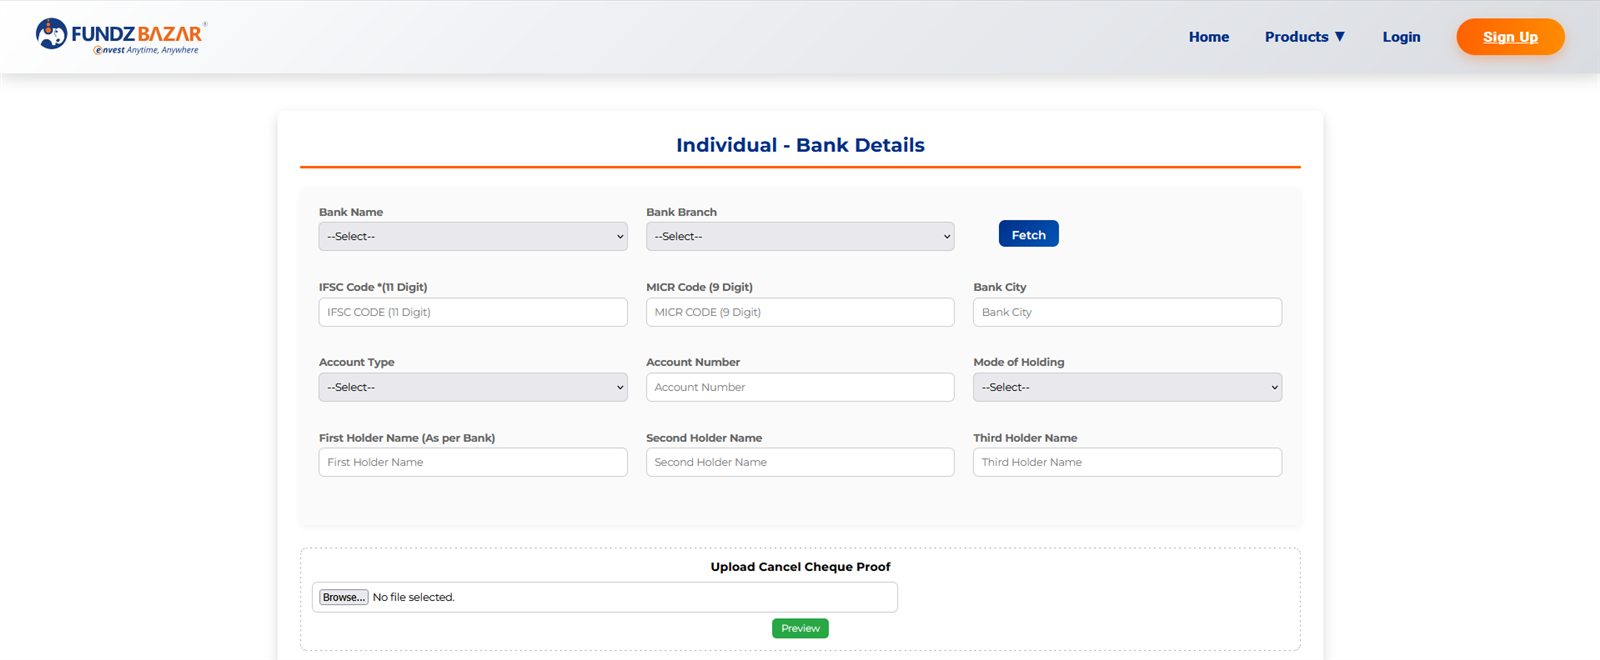 FUNDZ BAZAR®
envest Anytime, Anywhere
Home
Products ▼
Login
Sign Up
Individual - Bank Details
Bank Name
Bank Branch
--Select--
--Select--
Fetch
IFSC Code *(11 Digit)
MICR Code (9 Digit)
Bank City
IFSC CODE (11 Digit)
MICR CODE (9 Digit)
Bank City
Account Type
Account Number
Mode of Holding
--Select--
Account Number
--Select--
First Holder Name (As per Bank)
Second Holder Name
Third Holder Name
First Holder Name
Second Holder Name
Third Holder Name
Upload Cancel Cheque Proof
Browse... No file selected.
Preview